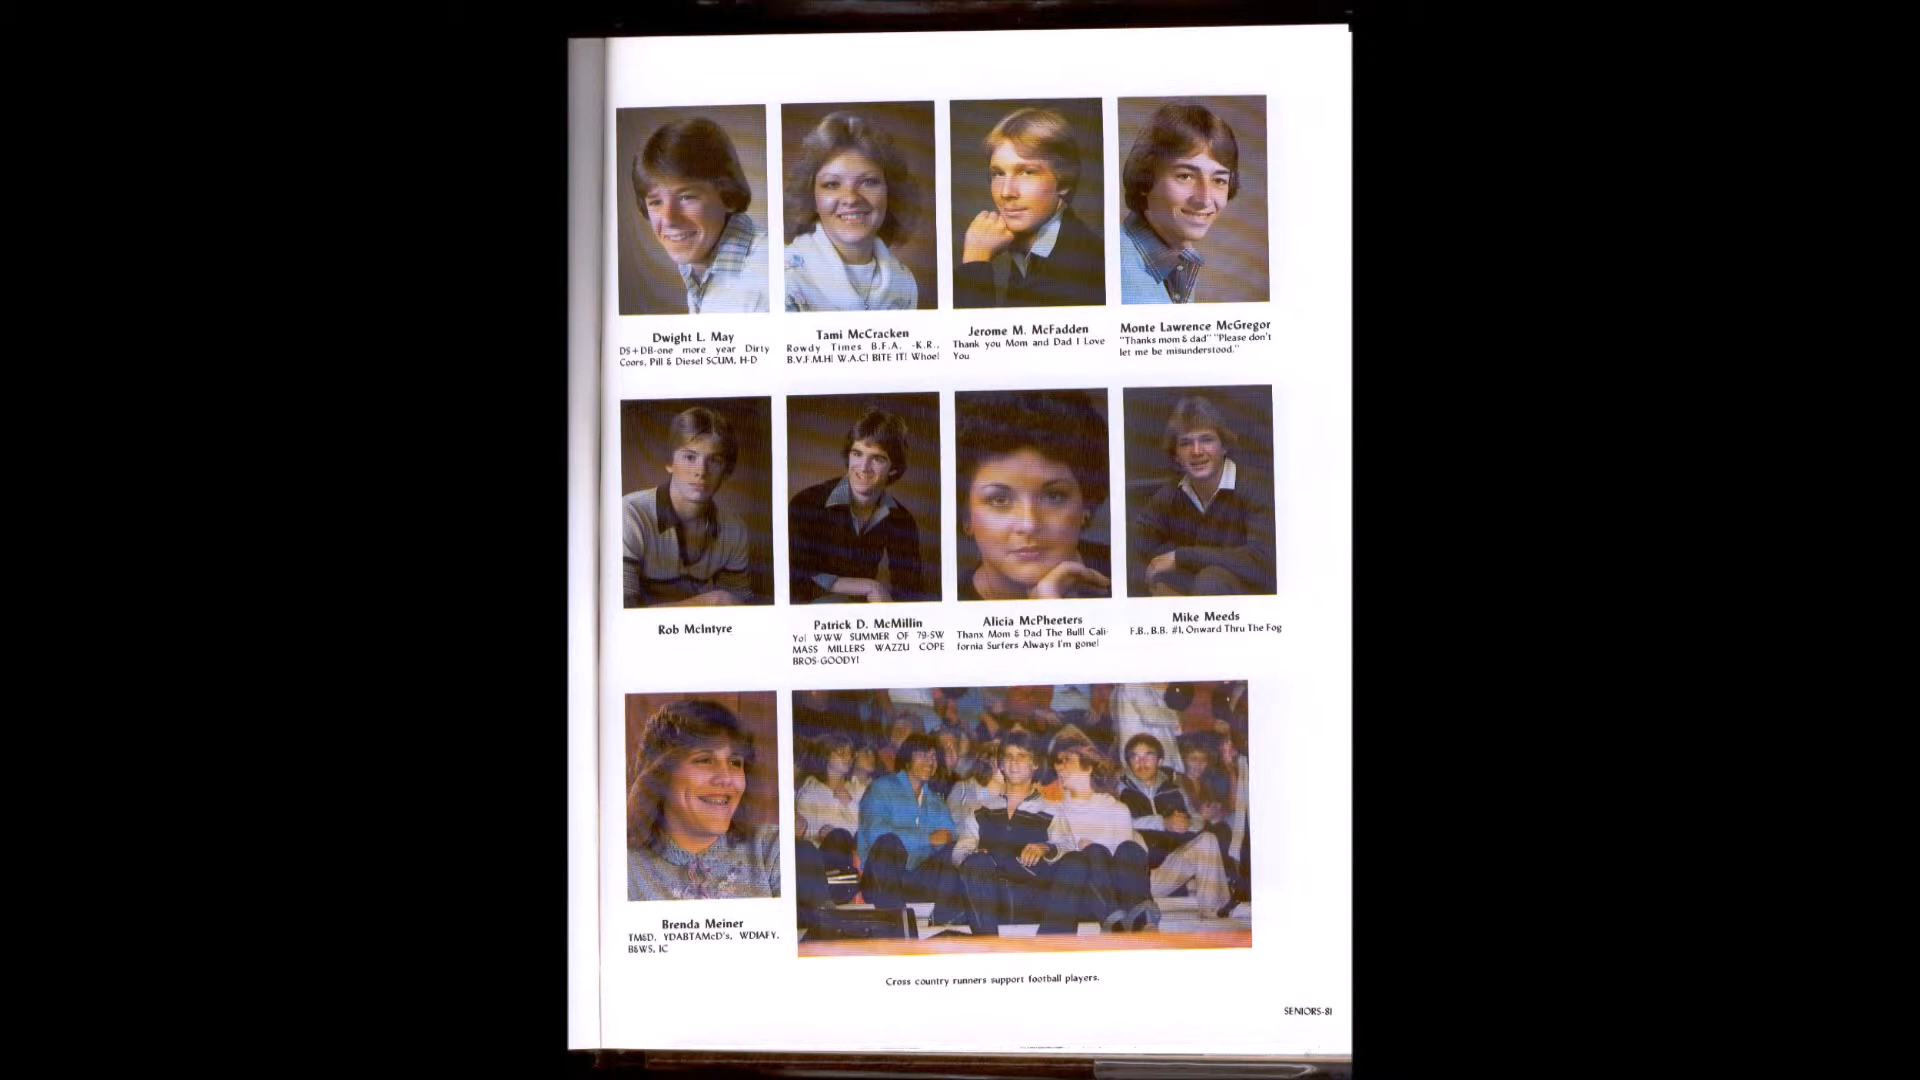 Dwight L. May
DS+DB-one more year Dirty
Coors, Pill & Diesel SCUM, H-D
Tami McCracken
Rowdy Times B.F.A. -K.R.,
B.V.F.M.H! W.A.C! BITE IT! Whoe!
Jerome M. McFadden
Thank you Mom and Dad I Love
You
Monte Lawrence McGregor
"Thanks mom & dad" "Please don't
let me be misunderstood."
Rob McIntyre
Patrick D. McMillin
Yo! WWW SUMMER OF 79-SW
MASS MILLERS WAZZU COPE
BROS-GOODY!
Alicia McPheeters
Thanx Mom & Dad The Bull! Cali-
fornia Surfers Always I'm gone!
Mike Meeds
F.B., B.B. #1, Onward Thru The Fog
Brenda Meiner
TM&D, YDABTAMcD's, WDIAFY,
B&WS, IC
Cross country runners support football players.
SENIORS-81